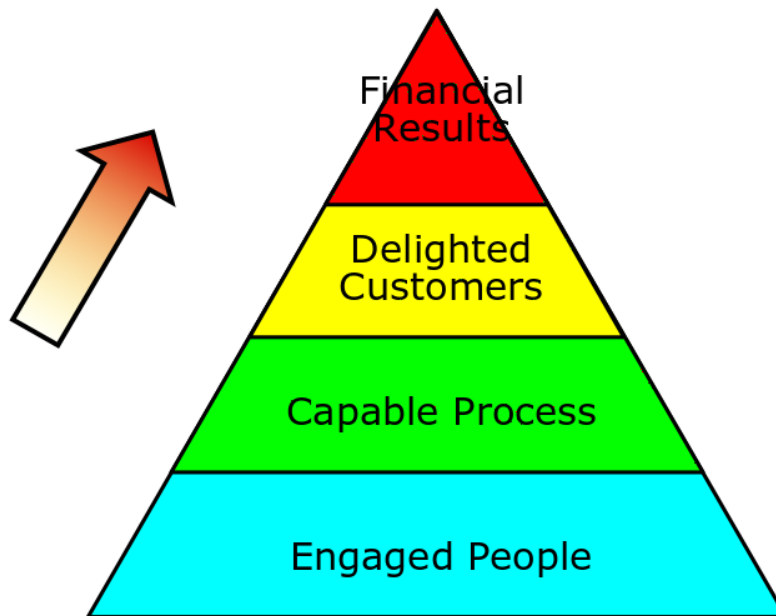 Financial
Results
Delighted
Customers
Capable Process
Engaged People